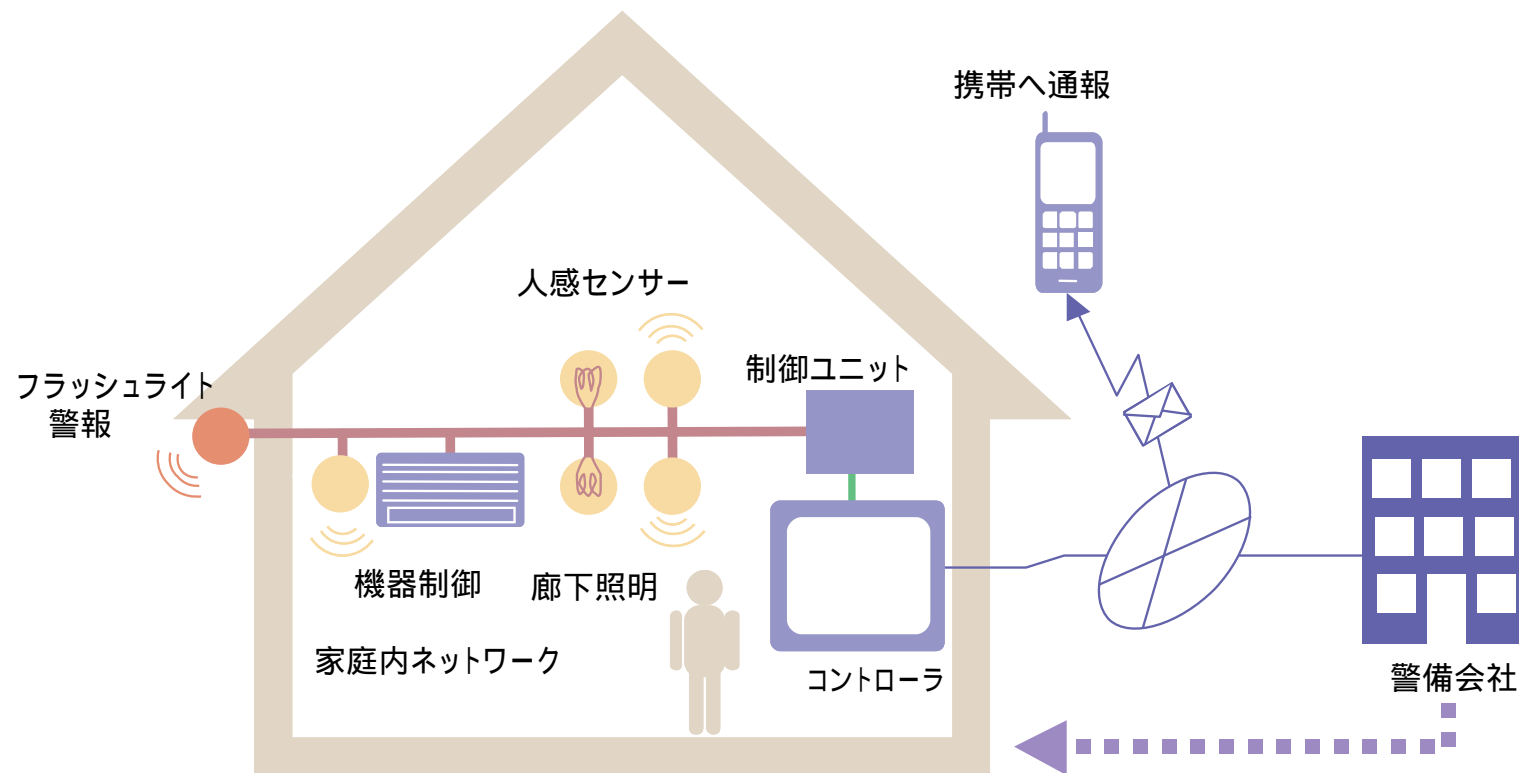 携帯へ通報
人感センサー
制御ユニット
フラッシュライト
警報
機器制御
廊下照明
家庭内ネットワーク
コントローラ
警備会社